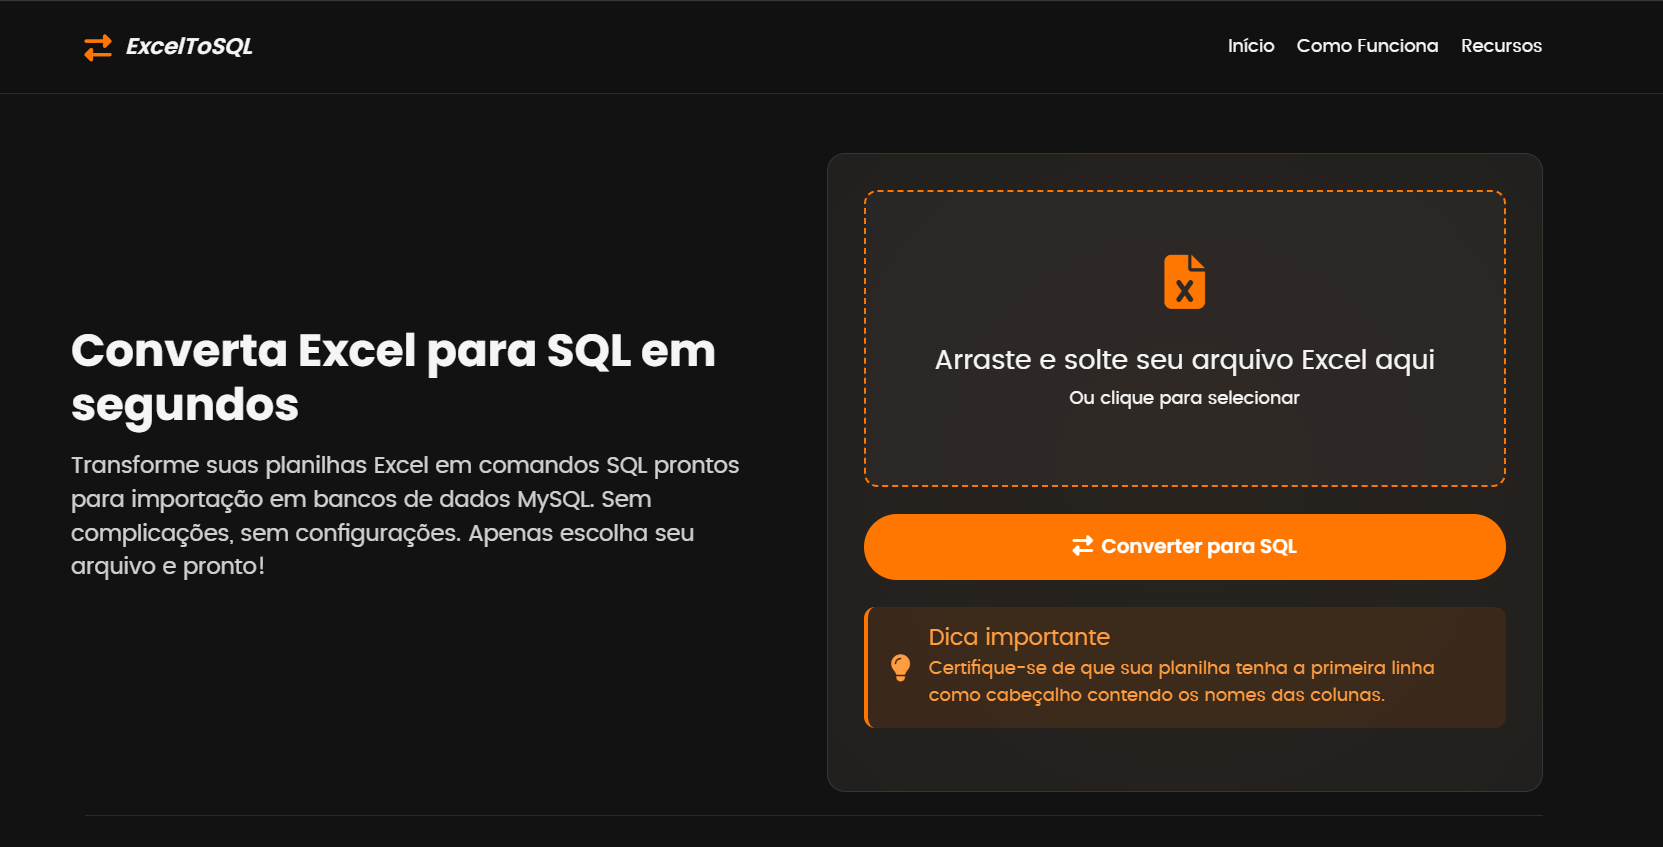 ExcelToSQL
Início Como Funciona Recursos
Converta Excel para SQL em
segundos
Transforme suas planilhas Excel em comandos SQL prontos
para importação em bancos de dados MySQL. Sem
complicações, sem configurações. Apenas escolha seu
arquivo e pronto!
X
Arraste e solte seu arquivo Excel aqui
Ou clique para selecionar
Converter para SQL
Dica importante
Certifique-se de que sua planilha tenha a primeira linha
como cabeçalho contendo os nomes das colunas.